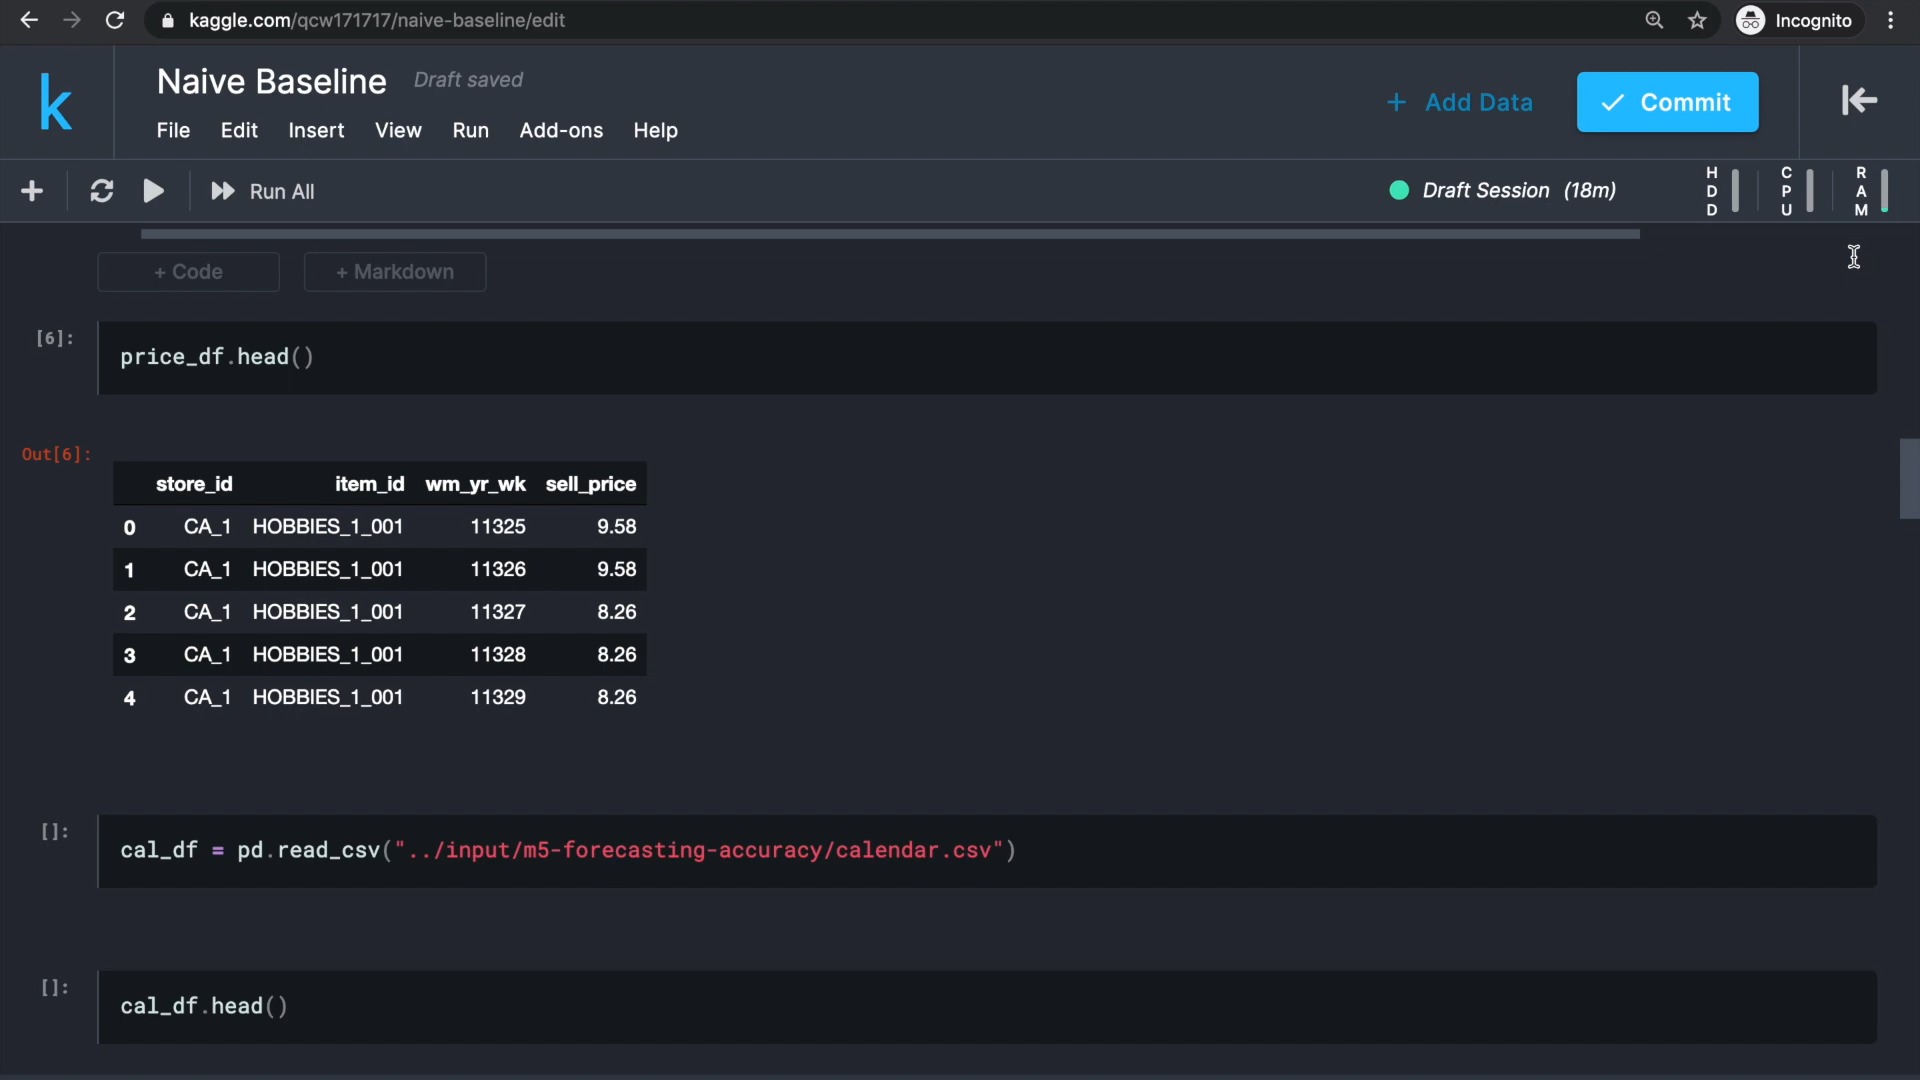 kaggle.com/qcw171717/naive-baseline/edit
Incognito
k
Naive Baseline
Draft saved
File Edit Insert View Run Add-ons Help
+ Add Data
Commit
Run All
Draft Session (18m)
HDD
CPU
RAM
+ Code
+ Markdown
[6]:
price_df.head()
Out[6]:
store_id item_id wm_yr_wk sell_price
0 CA_1 HOBBIES_1_001 11325 9.58
1 CA_1 HOBBIES_1_001 11326 9.58
2 CA_1 HOBBIES_1_001 11327 8.26
3 CA_1 HOBBIES_1_001 11328 8.26
4 CA_1 HOBBIES_1_001 11329 8.26
[]:
cal_df = pd.read_csv("../input/m5-forecasting-accuracy/calendar.csv")
[]:
cal_df.head()